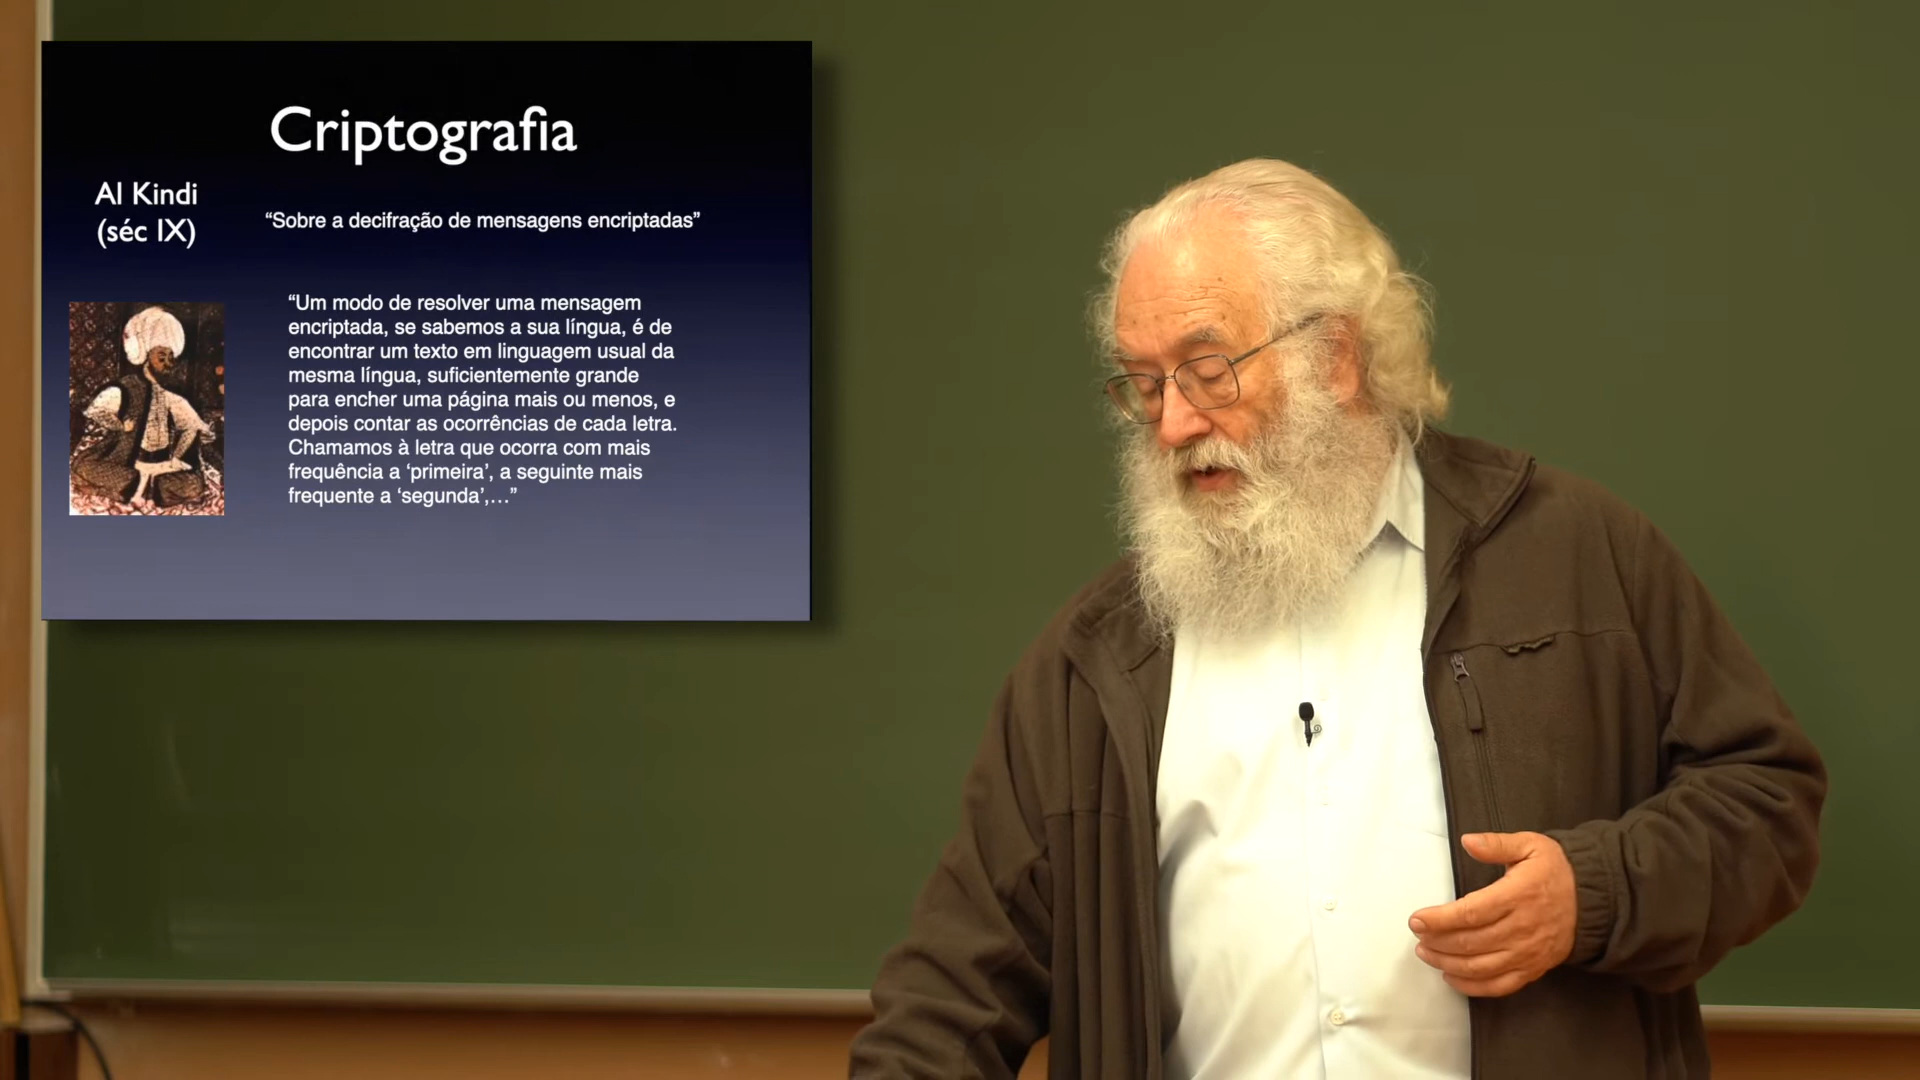 Criptografia
Al Kindi
(séc IX)
“Sobre a decifração de mensagens encriptadas”
“Um modo de resolver uma mensagem
encriptada, se sabemos a sua língua, é de
encontrar um texto em linguagem usual da
mesma língua, suficientemente grande
para encher uma página mais ou menos, e
depois contar as ocorrências de cada letra.
Chamamos à letra que ocorra com mais
frequência a ‘primeira’, a seguinte mais
frequente a ‘segunda’,…”